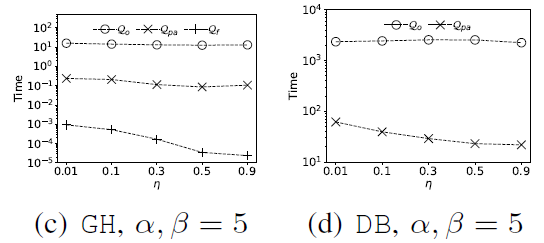 Q_o Q_pa Q_f
10^2
10^1
10^0
10^-1
10^-2
10^-3
10^-4
10^-5
Time
0.01 0.1 0.3 0.5 0.9
η
(c) GH, α, β = 5
Q_o Q_pa
10^4
10^3
10^2
10^1
Time
0.01 0.1 0.3 0.5 0.9
η
(d) DB, α, β = 5